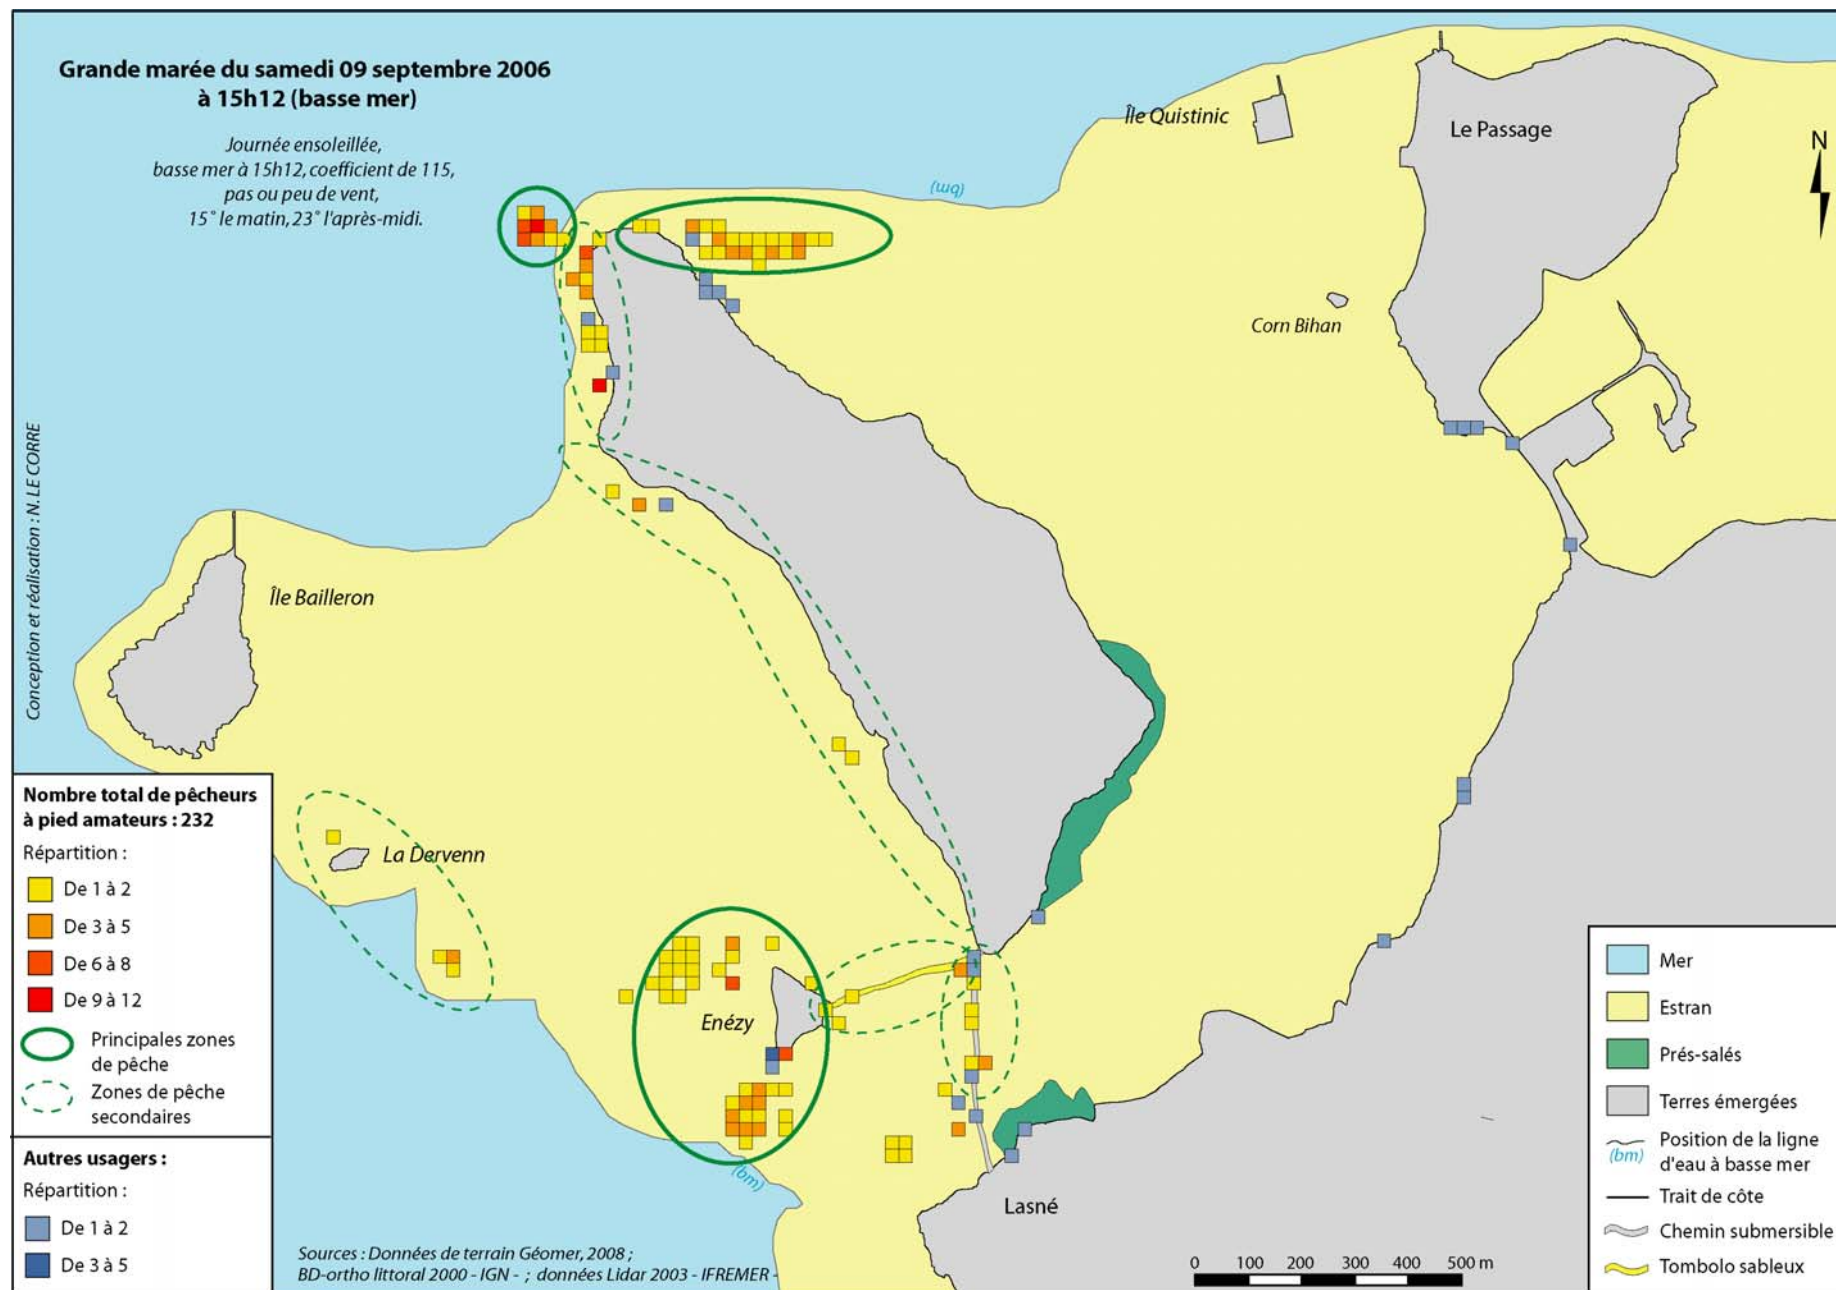 Grande marée du samedi 09 septembre 2006
à 15h12 (basse mer)
Journée ensoleillée,
basse mer à 15h12, coefficient de 115,
pas ou peu de vent,
15° le matin, 23° l'après-midi.
Île Quistinic
Le Passage
N
(bm)
Corn Bihan
Conception et réalisation : N. LE CORRE
Île Bailleron
La Dervenn
Enézy
(bm)
Lasné
Nombre total de pêcheurs
à pied amateurs : 232
Répartition :
De 1 à 2
De 3 à 5
De 6 à 8
De 9 à 12
Principales zones
de pêche
Zones de pêche
secondaires
Autres usagers :
Répartition :
De 1 à 2
De 3 à 5
Sources : Données de terrain Géomer, 2008 ;
BD-ortho littoral 2000 - IGN - ; données Lidar 2003 - IFREMER -
0 100 200 300 400 500 m
Mer
Estran
Prés-salés
Terres émergées
Position de la ligne
(bm) d'eau à basse mer
Trait de côte
Chemin submersible
Tombolo sableux